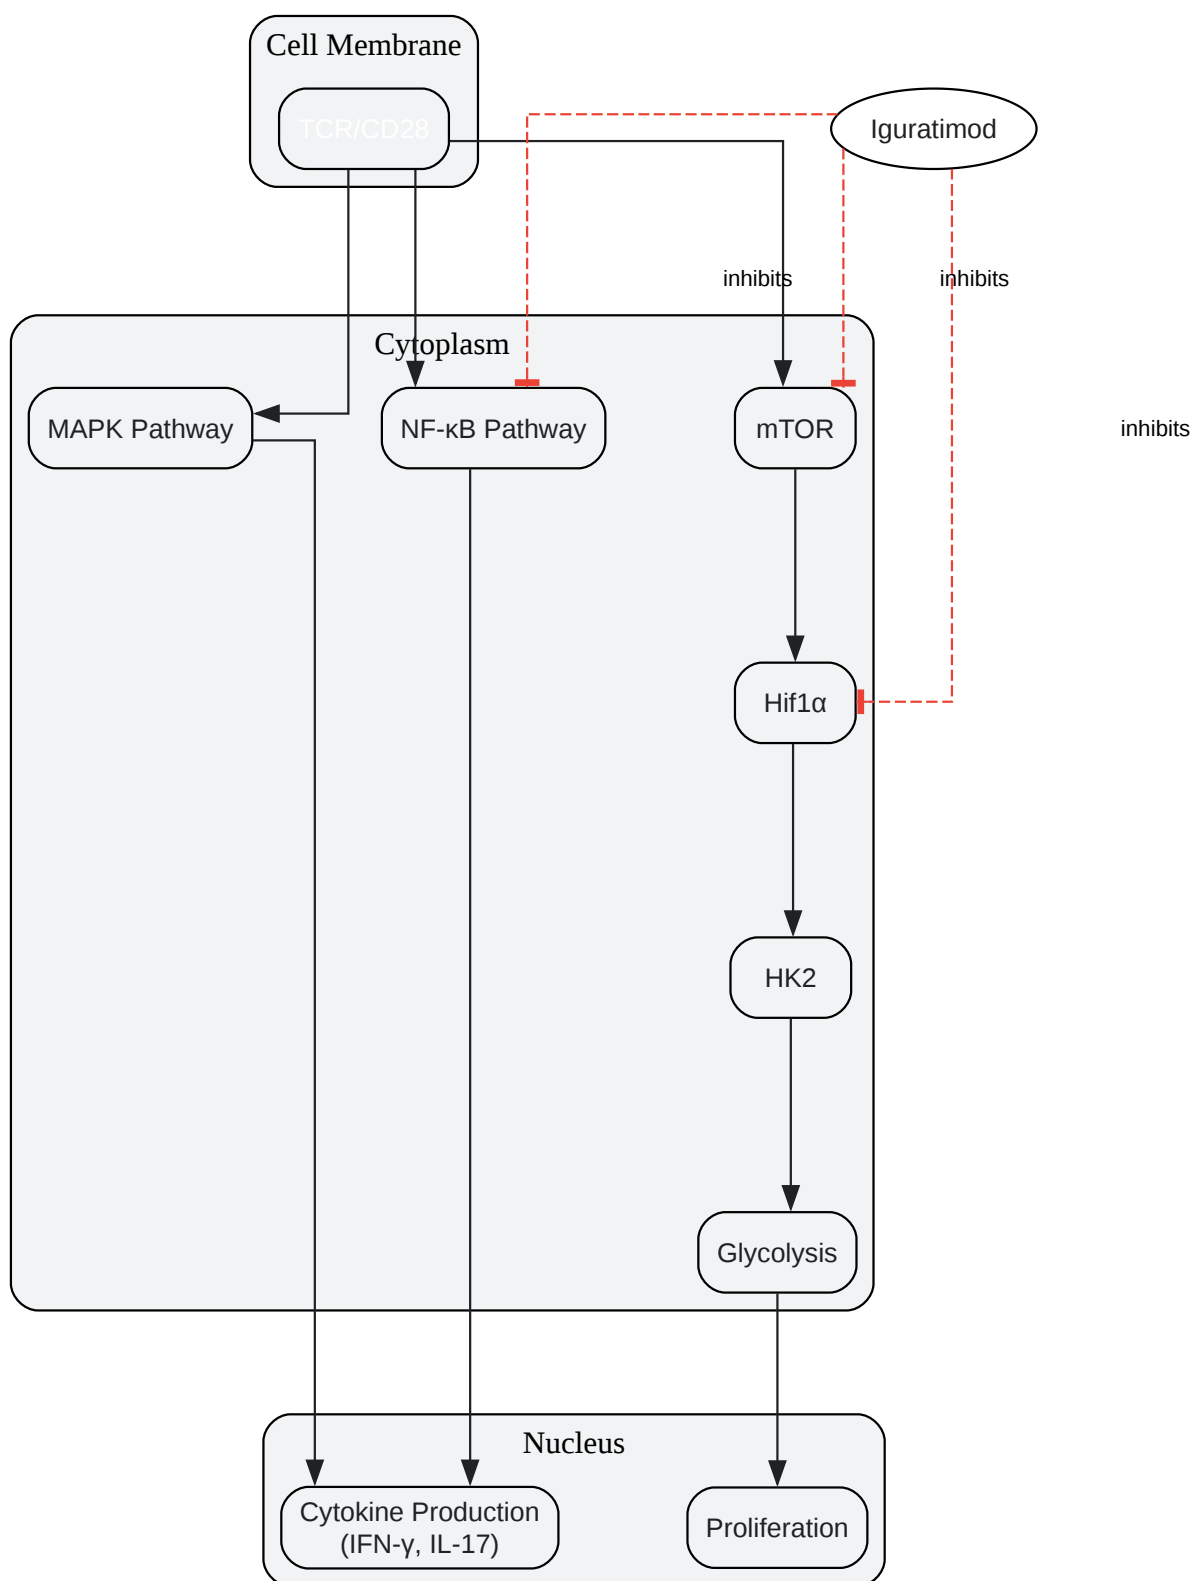 Cell Membrane
TCR/CD28
Iguratimod
inhibits
inhibits
Cytoplasm
MAPK Pathway
NF-κB Pathway
mTOR
inhibits
Hif1α
HK2
Glycolysis
Nucleus
Cytokine Production
(IFN-γ, IL-17)
Proliferation